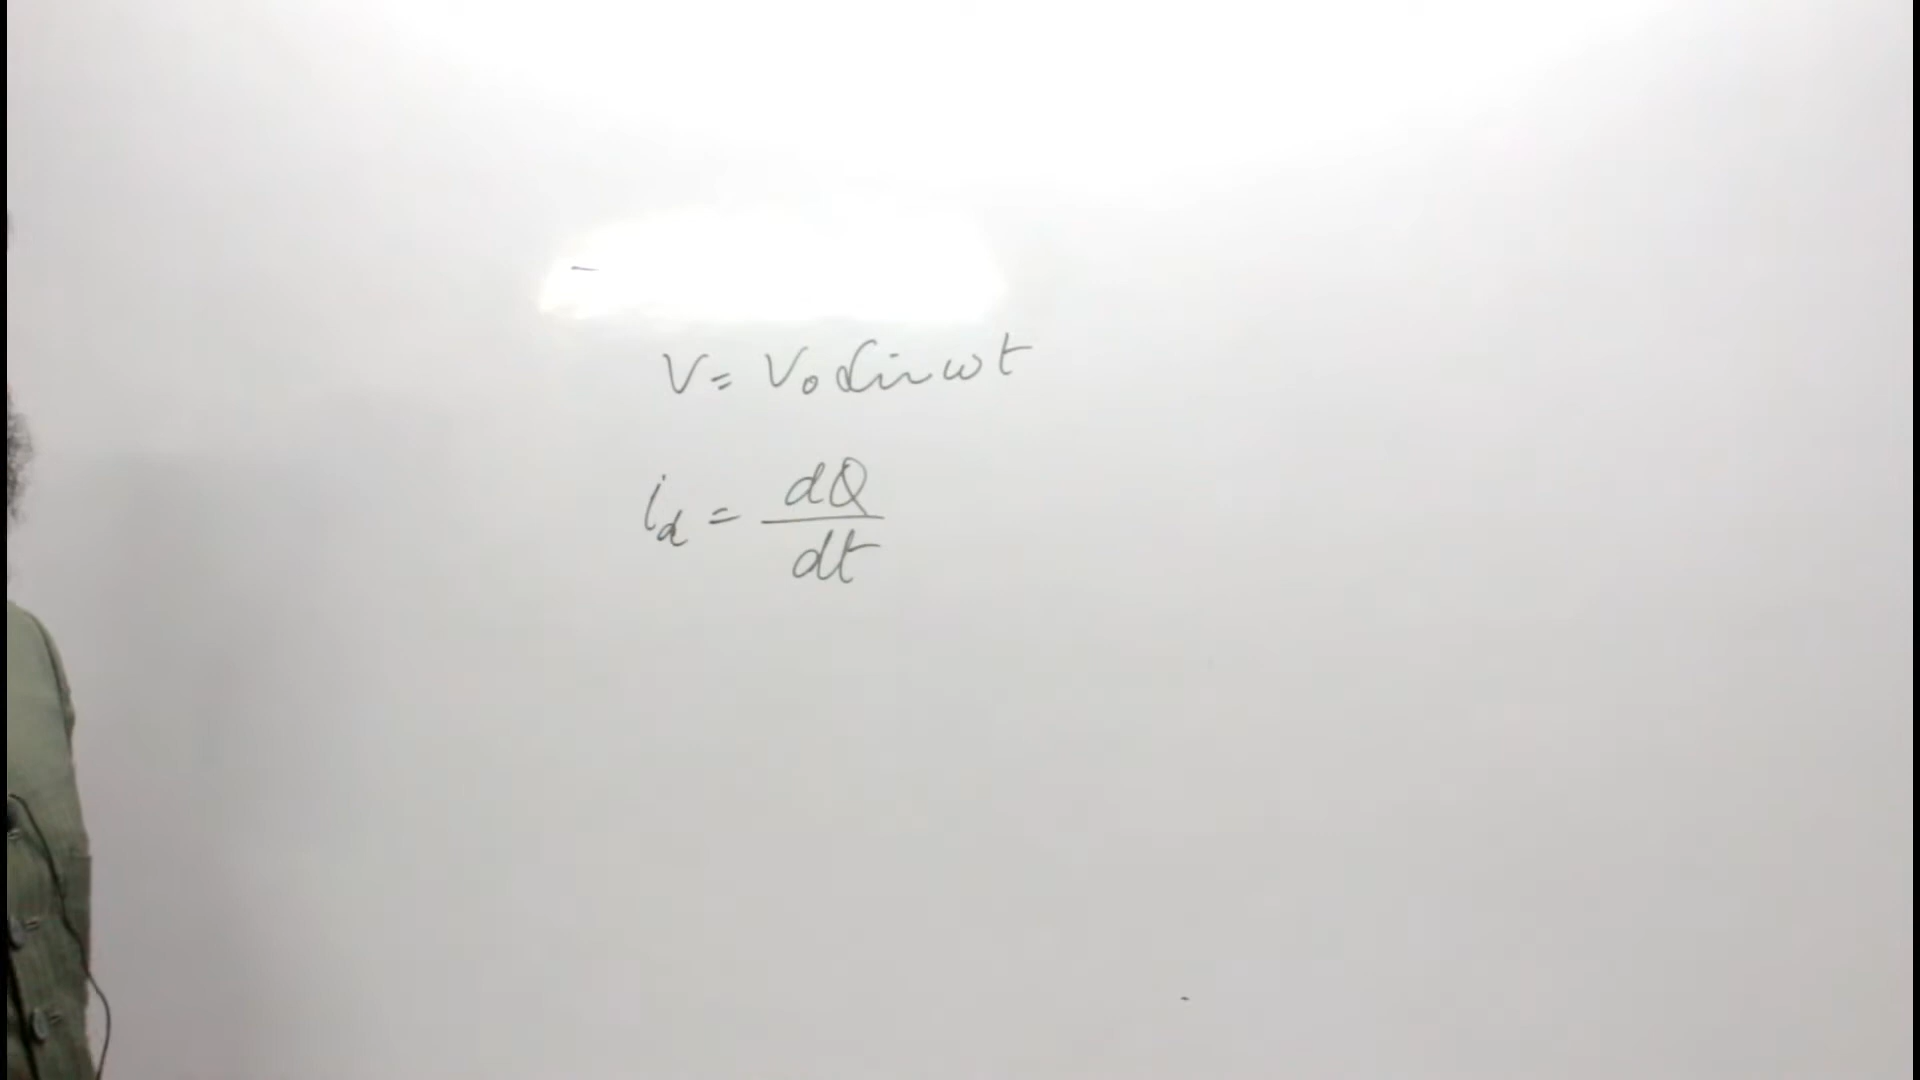 V = V₀ sin ωt
i_d = dQ/dt